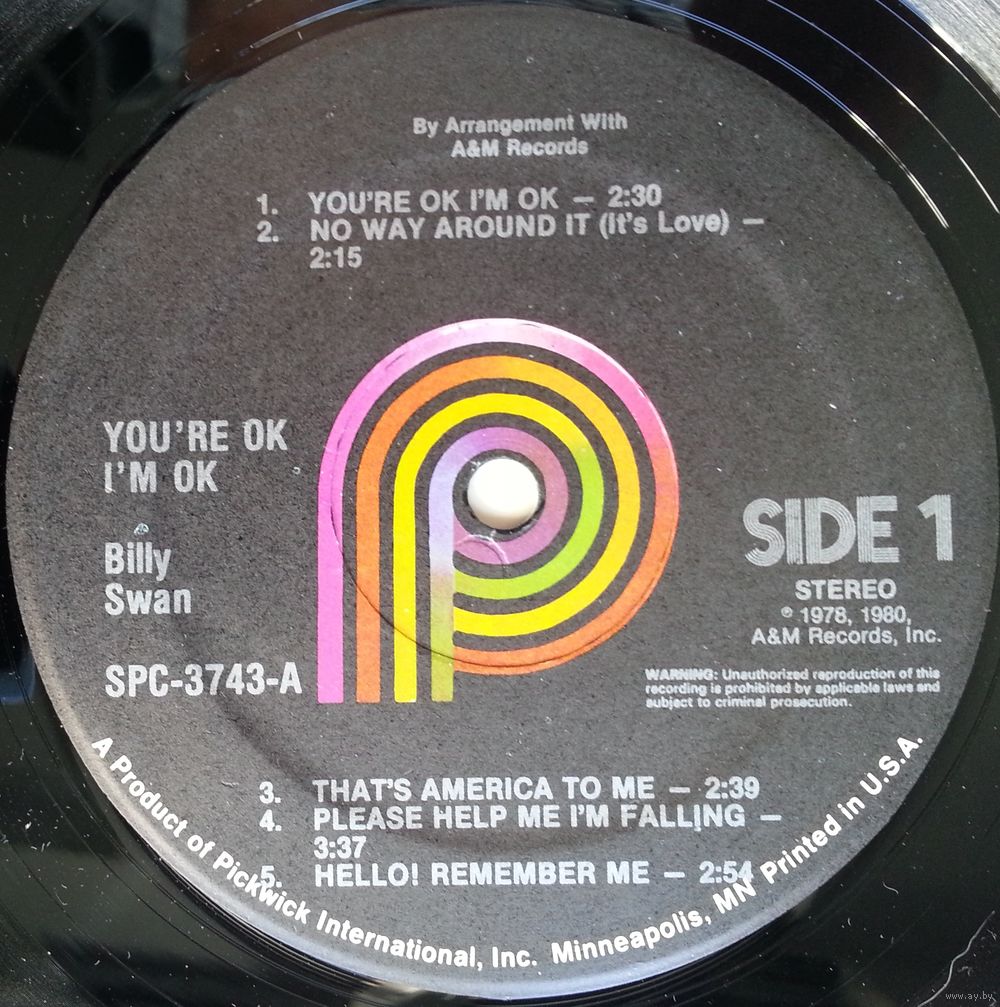 By Arrangement With
A&M Records
1. YOU'RE OK I'M OK — 2:30
2. NO WAY AROUND IT (It's Love) —
2:15
YOU'RE OK
I'M OK
Billy
Swan
SPC-3743-A
SIDE 1
STEREO
℗ 1978, 1980,
A&M Records, Inc.
WARNING: Unauthorized reproduction of this
recording is prohibited by applicable laws and
subject to criminal prosecution.
3. THAT'S AMERICA TO ME — 2:39
4. PLEASE HELP ME I'M FALLING —
3:37
5. HELLO! REMEMBER ME — 2:54
A Product of Pickwick International, Inc. Minneapolis, MN Printed in U.S.A.
www.ay.by